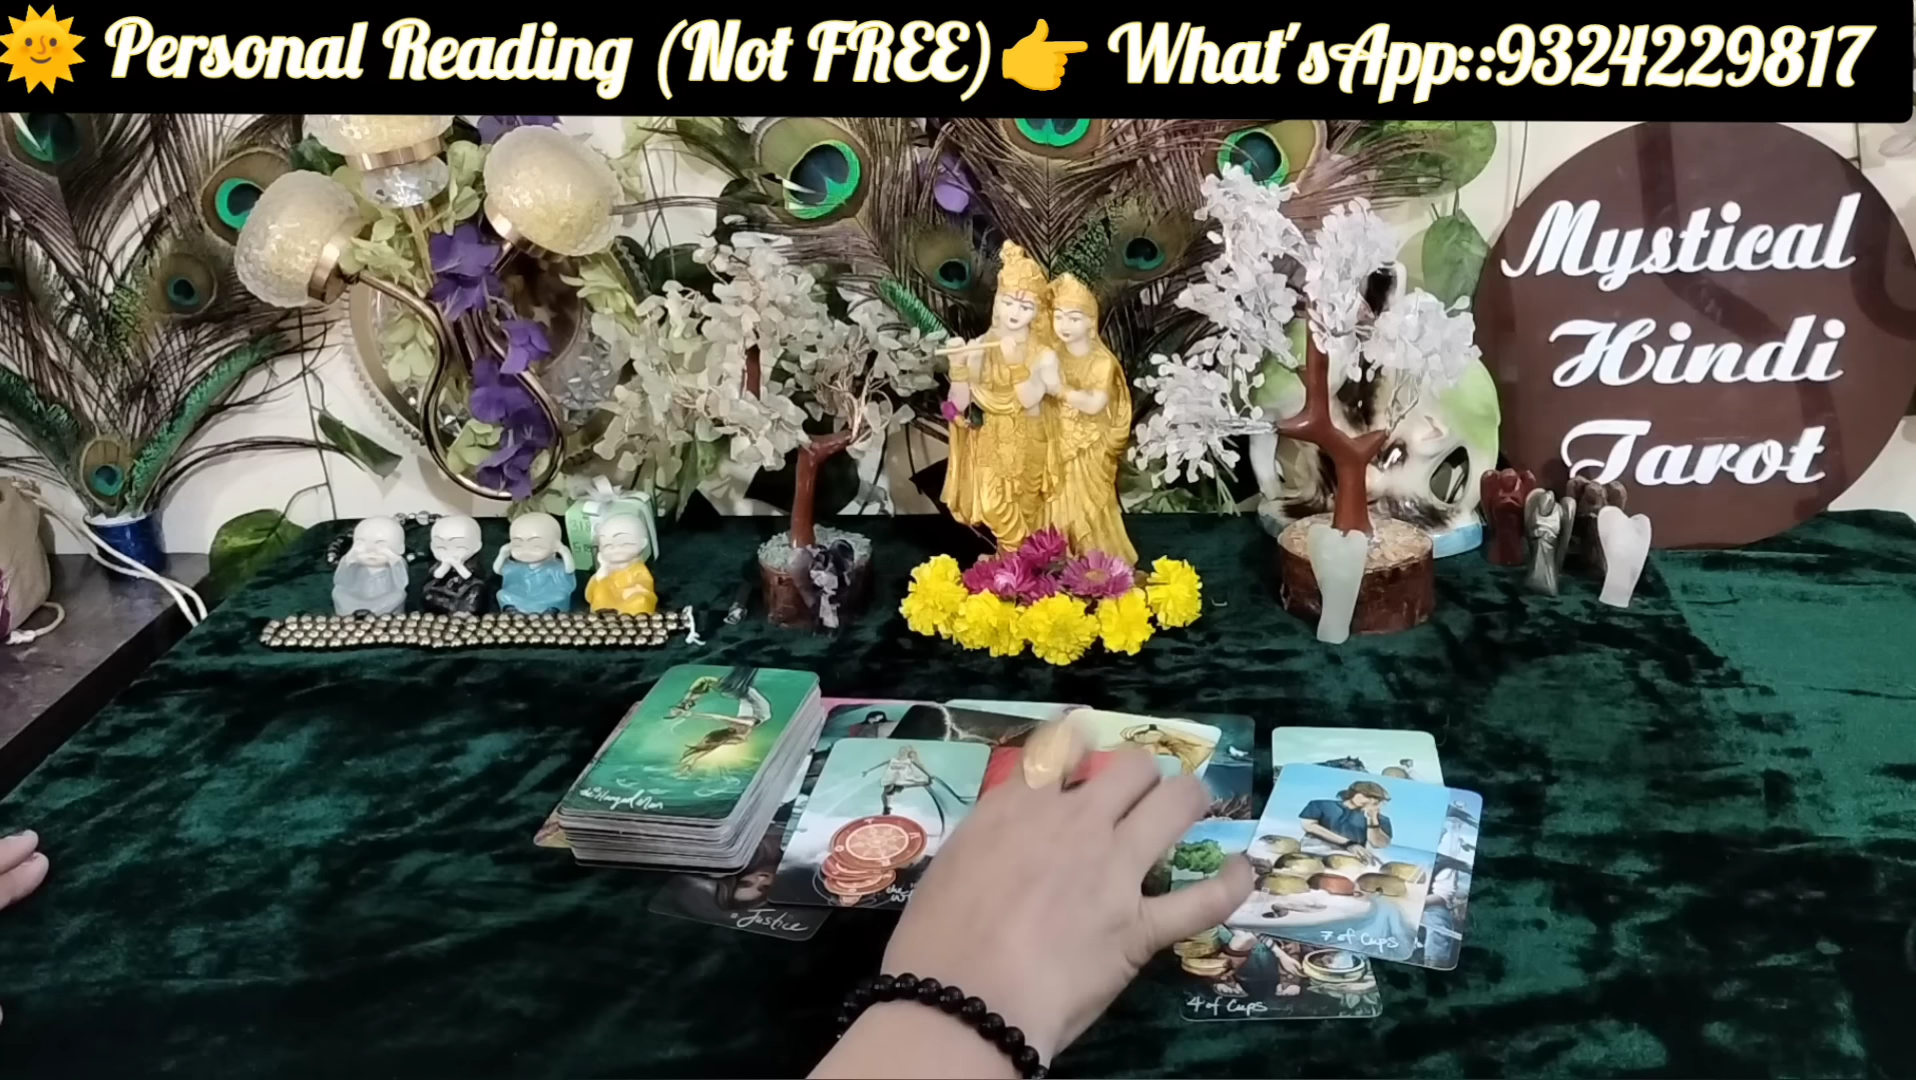 Personal Reading (Not FREE) What'sApp::9324229817
Mystical
Hindi
Tarot
the Hanged Man
Justice
the
7 of Cups
4 of Cups